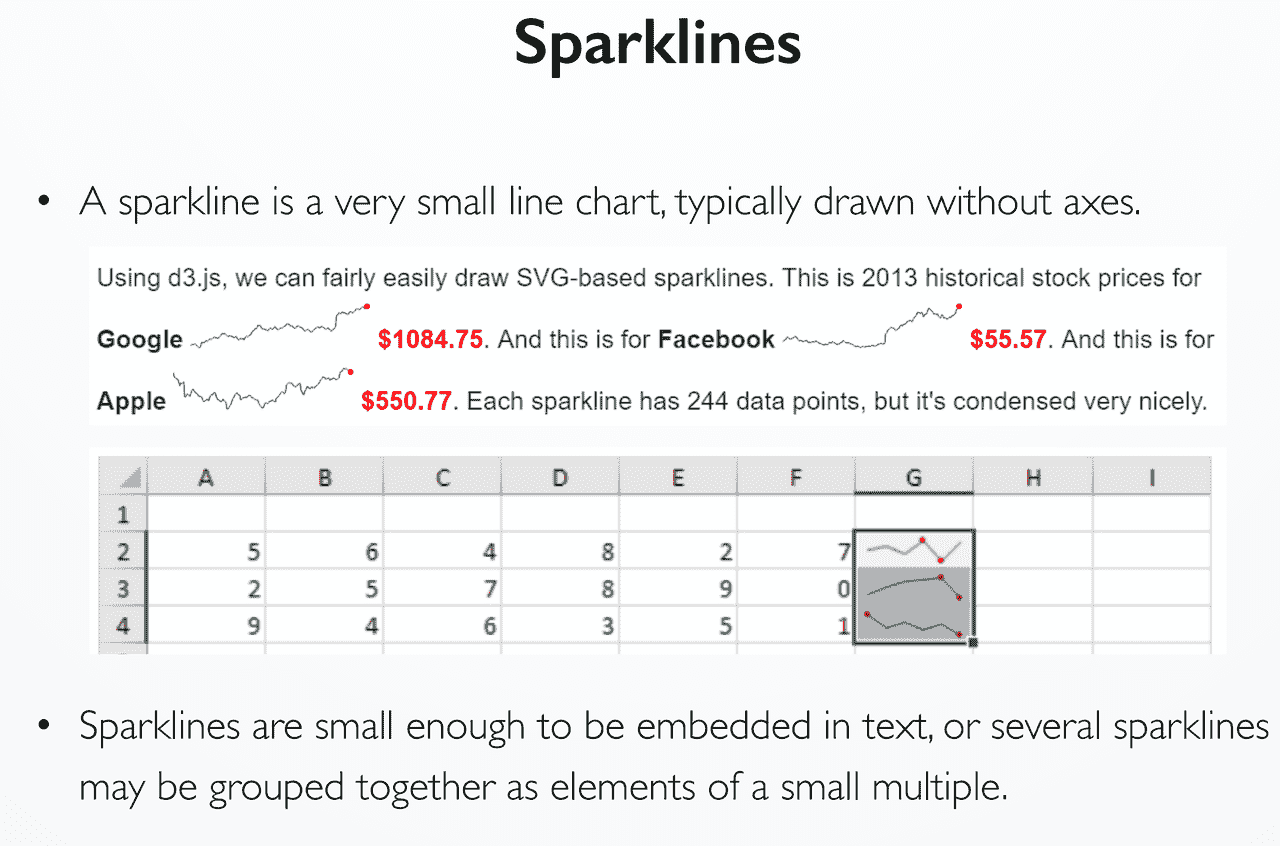 Sparklines
• A sparkline is a very small line chart, typically drawn without axes.
Using d3.js, we can fairly easily draw SVG-based sparklines. This is 2013 historical stock prices for
Google $1084.75. And this is for Facebook $55.57. And this is for
Apple $550.77. Each sparkline has 244 data points, but it's condensed very nicely.
A B C D E F G H I
1
2 5 6 4 8 2 7
3 2 5 7 8 9 0
4 9 4 6 3 5 1
• Sparklines are small enough to be embedded in text, or several sparklines
may be grouped together as elements of a small multiple.